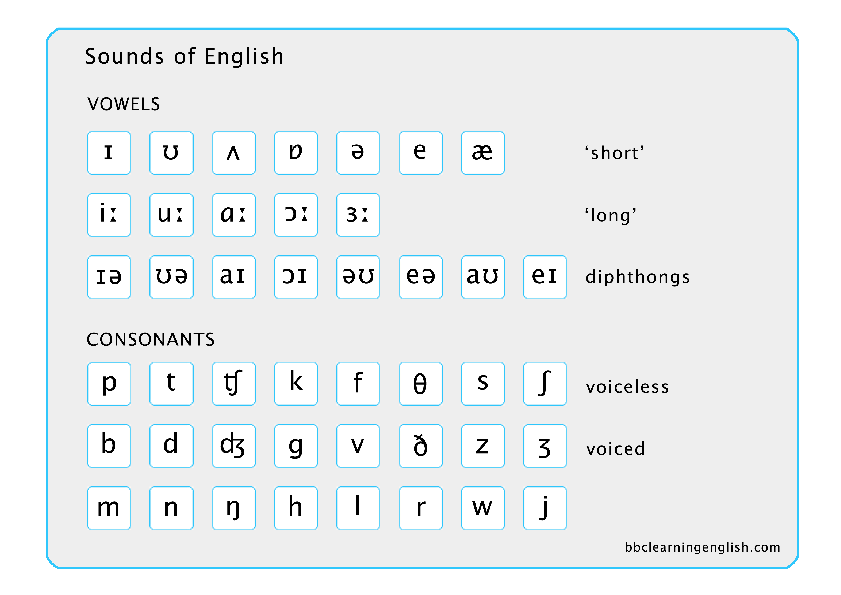 Sounds of English
VOWELS
ɪ ʊ ʌ ɒ ə e æ ‘short’
iː uː ɑː ɔː ɜː ‘long’
ɪə ʊə aɪ ɔɪ əʊ eə aʊ eɪ diphthongs
CONSONANTS
p t ʧ k f θ s ʃ voiceless
b d ʤ g v ð z ʒ voiced
m n ŋ h l r w j
bbclearningenglish.com